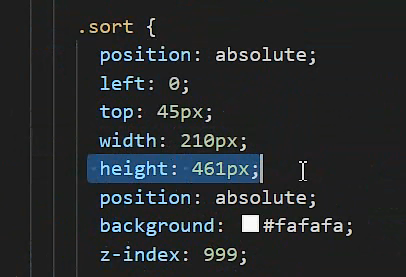 .sort {
position: absolute;
left: 0;
top: 45px;
width: 210px;
height: 461px;
position: absolute;
background: #fafafa;
z-index: 999;